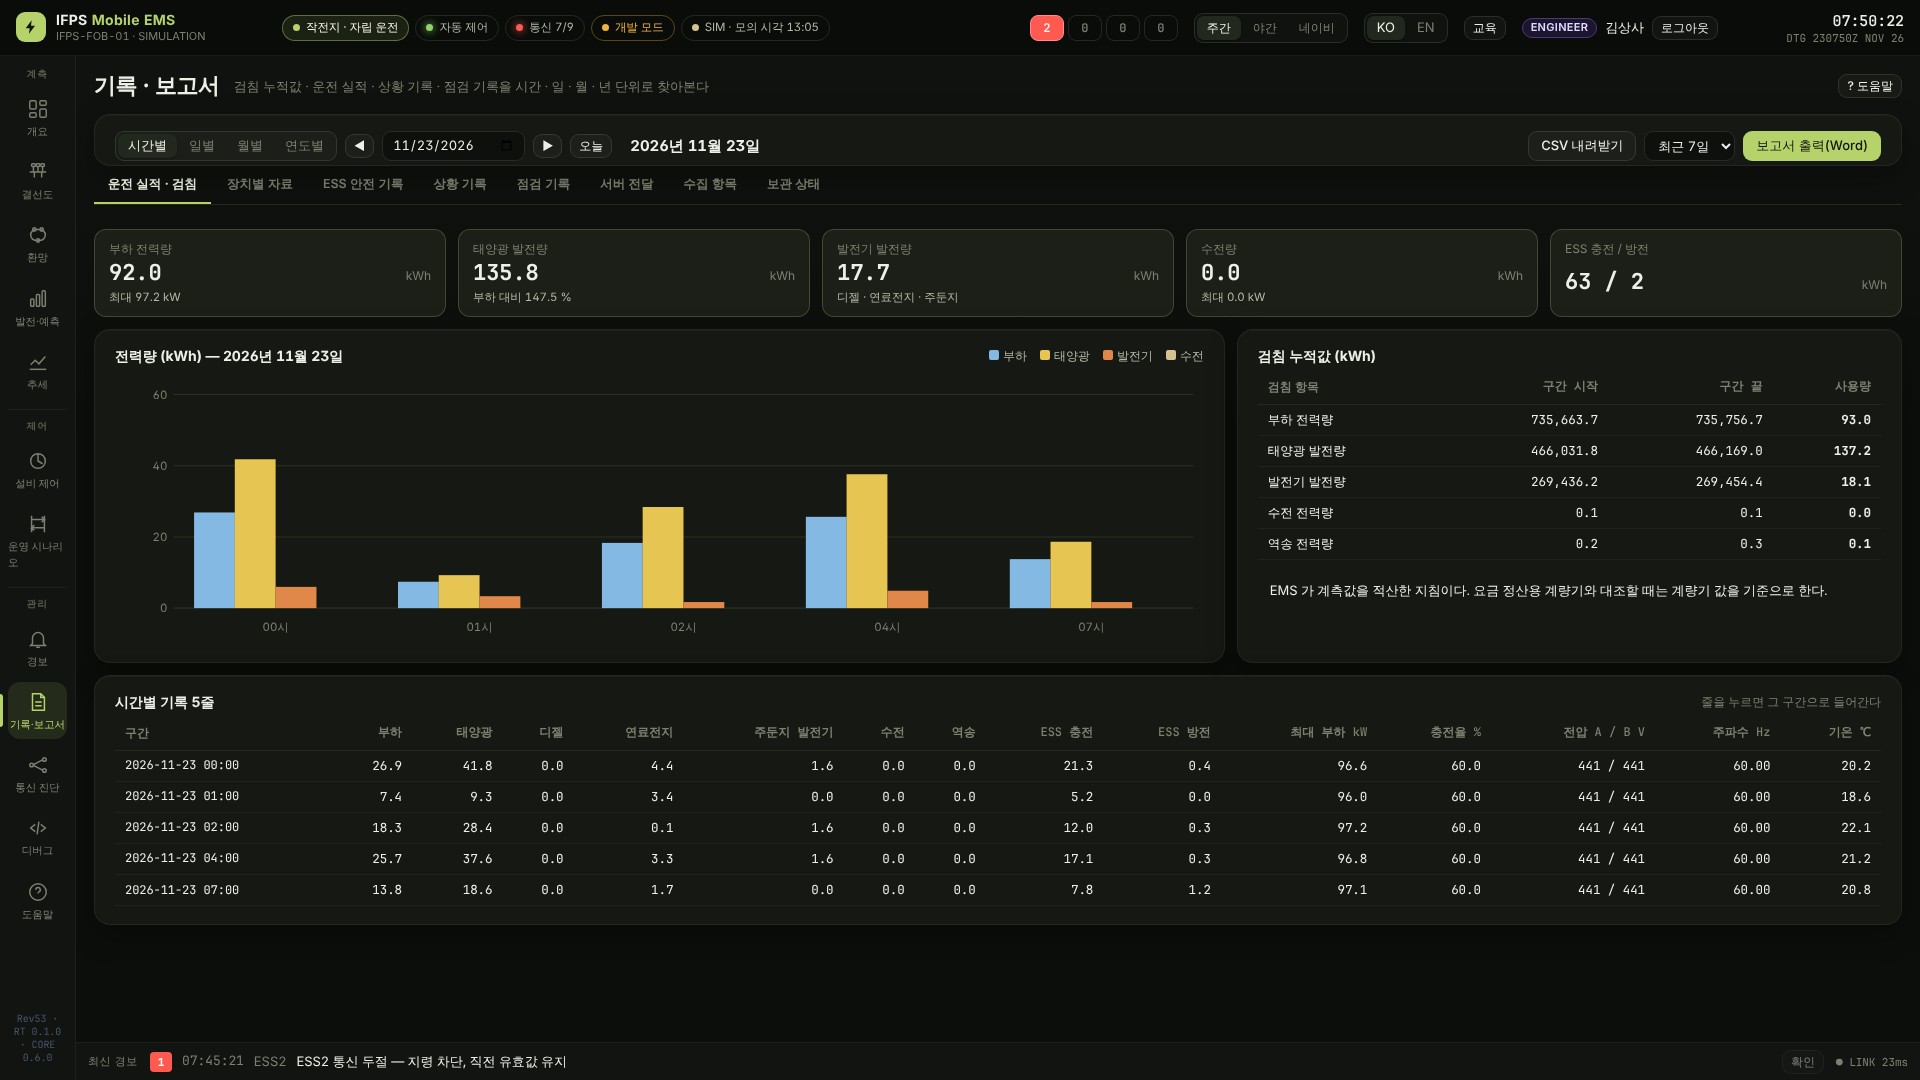 IFPS Mobile EMS
IFPS-FOB-01 · SIMULATION
작전지 · 자립 운전
자동 제어
통신 7/9
개발 모드
SIM · 모의 시각 13:05
2 0 0 0
주간 야간 네이비
KO EN
교육
ENGINEER 김상사 로그아웃
07:50:22
DTG 230750Z NOV 26
계측
개요
결선도
환망
발전·예측
추세
제어
설비 제어
운영 시나리
오
관리
경보
기록·보고서
통신 진단
디버그
도움말
RevS3 ·
RT 0.1.0
· CORE
0.6.0
기록 · 보고서 검침 누적값 · 운전 실적 · 상황 기록 · 점검 기록을 시간 · 일 · 월 · 년 단위로 찾아본다
? 도움말
시간별 일별 월별 연도별 ◀ 11/23/2026 ▶ 오늘 2026년 11월 23일
CSV 내려받기 최근 7일 보고서 출력(Word)
운전 실적 · 검침 장치별 자료 ESS 안전 기록 상황 기록 점검 기록 서버 전달 수집 항목 보관 상태
부하 전력량
92.0 kWh
최대 97.2 kW
태양광 발전량
135.8 kWh
부하 대비 147.5 %
발전기 발전량
17.7 kWh
디젤 · 연료전지 · 주둔지
수전량
0.0 kWh
최대 0.0 kW
ESS 충전 / 방전
63 / 2 kWh
전력량 (kWh) — 2026년 11월 23일
부하 태양광 발전기 수전
60
40
20
0
00시 01시 02시 04시 07시
검침 누적값 (kWh)
검침 항목 구간 시작 구간 끝 사용량
부하 전력량 735,663.7 735,756.7 93.0
태양광 발전량 466,031.8 466,169.0 137.2
발전기 발전량 269,436.2 269,454.4 18.1
수전 전력량 0.1 0.1 0.0
역송 전력량 0.2 0.3 0.1
EMS 가 계측값을 적산한 지침이다. 요금 정산용 계량기와 대조할 때는 계량기 값을 기준으로 한다.
시간별 기록 5줄
줄을 누르면 그 구간으로 들어간다
구간 부하 태양광 디젤 연료전지 주둔지 발전기 수전 역송 ESS 충전 ESS 방전 최대 부하 kW 충전율 % 전압 A / B V 주파수 Hz 기온 ℃
2026-11-23 00:00 26.9 41.8 0.0 4.4 1.6 0.0 0.0 21.3 0.4 96.6 60.0 441 / 441 60.00 20.2
2026-11-23 01:00 7.4 9.3 0.0 3.4 0.0 0.0 0.0 5.2 0.0 96.0 60.0 441 / 441 60.00 18.6
2026-11-23 02:00 18.3 28.4 0.0 0.1 1.6 0.0 0.0 12.0 0.3 97.2 60.0 441 / 441 60.00 22.1
2026-11-23 04:00 25.7 37.6 0.0 3.3 1.6 0.0 0.0 17.1 0.3 96.8 60.0 441 / 441 60.00 21.2
2026-11-23 07:00 13.8 18.6 0.0 1.7 0.0 0.0 0.0 7.8 1.2 97.1 60.0 441 / 441 60.00 20.8
최신 경보 1 07:45:21 ESS2 ESS2 통신 두절 — 지령 차단, 직전 유효값 유지
확인 LINK 23ms